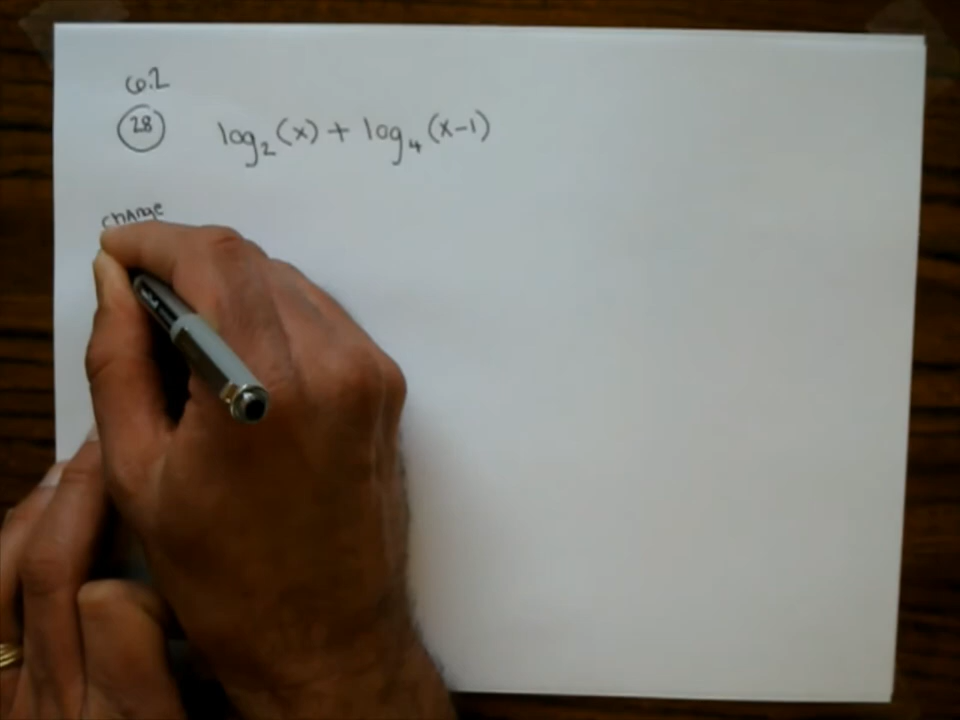 6.2
28 log₂(x) + log₄(x-1)
change